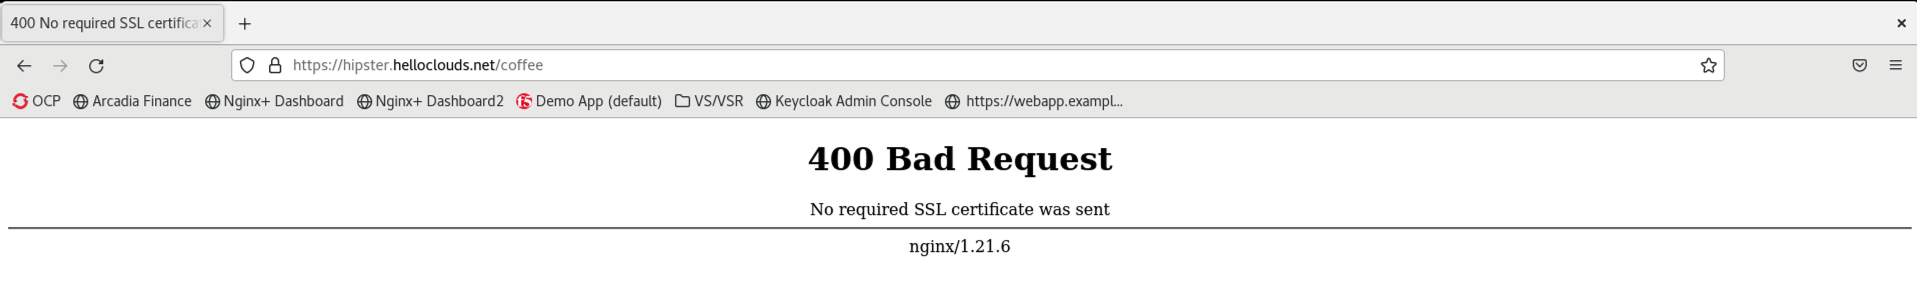 400 No required SSL certifica
https://hipster.helloclouds.net/coffee
OCP Arcadia Finance Nginx+ Dashboard Nginx+ Dashboard2 Demo App (default) VS/VSR Keycloak Admin Console https://webapp.exampl...
400 Bad Request
No required SSL certificate was sent
nginx/1.21.6